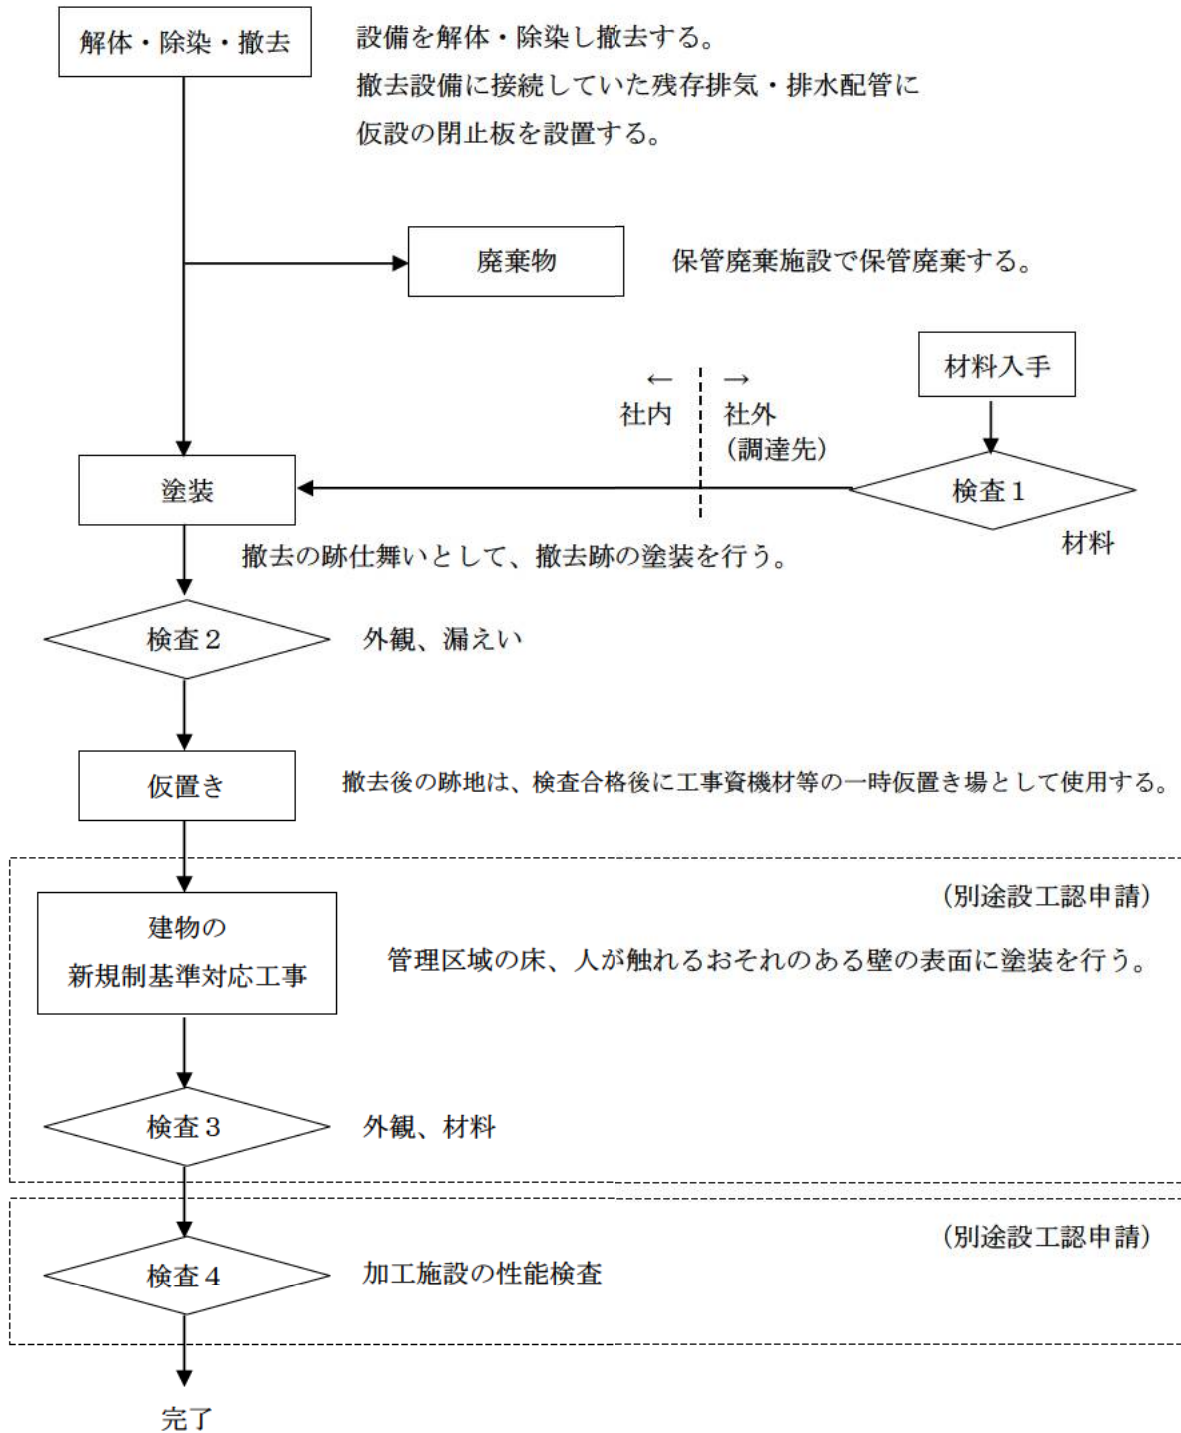 解体・除染・撤去
設備を解体・除染し撤去する。
撤去設備に接続していた残存排気・排水配管に
仮設の閉止板を設置する。
廃棄物
保管廃棄施設で保管廃棄する。
材料入手
← →
社内 社外
(調達先)
塗装
検査１
材料
撤去の跡仕舞いとして、撤去跡の塗装を行う。
検査２
外観、漏えい
仮置き
撤去後の跡地は、検査合格後に工事資機材等の一時仮置き場として使用する。
(別途設工認申請)
建物の
新規制基準対応工事
管理区域の床、人が触れるおそれのある壁の表面に塗装を行う。
検査３
外観、材料
(別途設工認申請)
検査４
加工施設の性能検査
完了